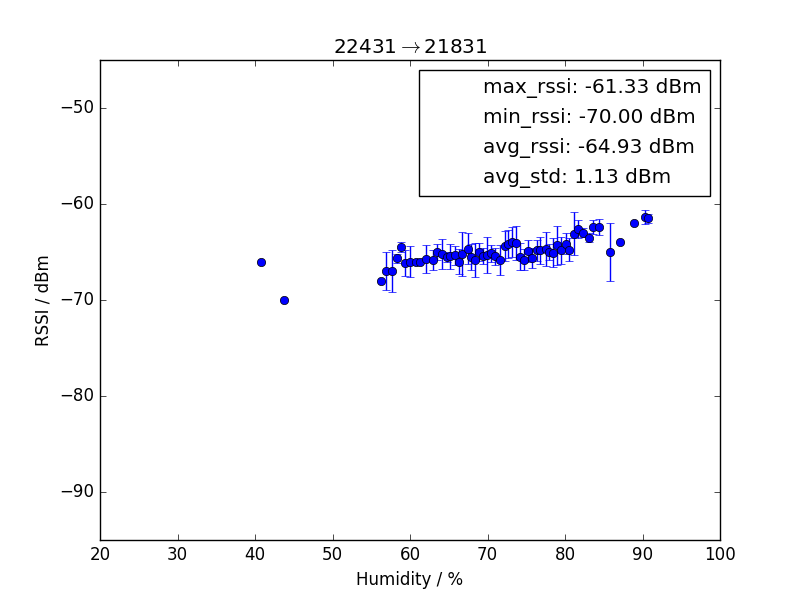 22431→21831
max_rssi: -61.33 dBm
min_rssi: -70.00 dBm
avg_rssi: -64.93 dBm
avg_std: 1.13 dBm
−50
−60
−70
−80
−90
RSSI / dBm
20 30 40 50 60 70 80 90 100
Humidity / %